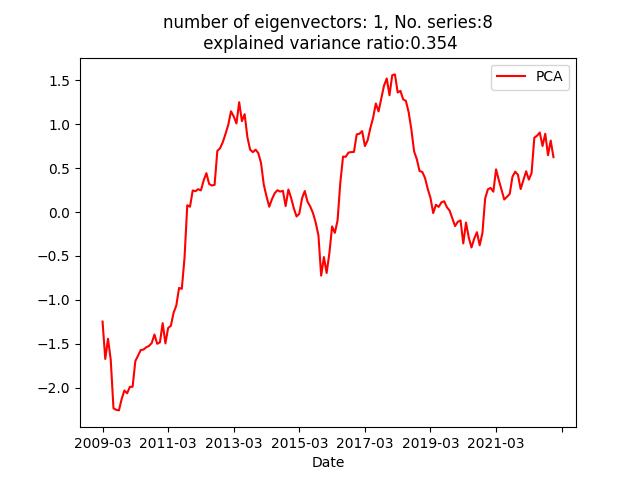 number of eigenvectors: 1, No. series:8
explained variance ratio:0.354
PCA
1.5
1.0
0.5
0.0
−0.5
−1.0
−1.5
−2.0
2009-03 2011-03 2013-03 2015-03 2017-03 2019-03 2021-03
Date